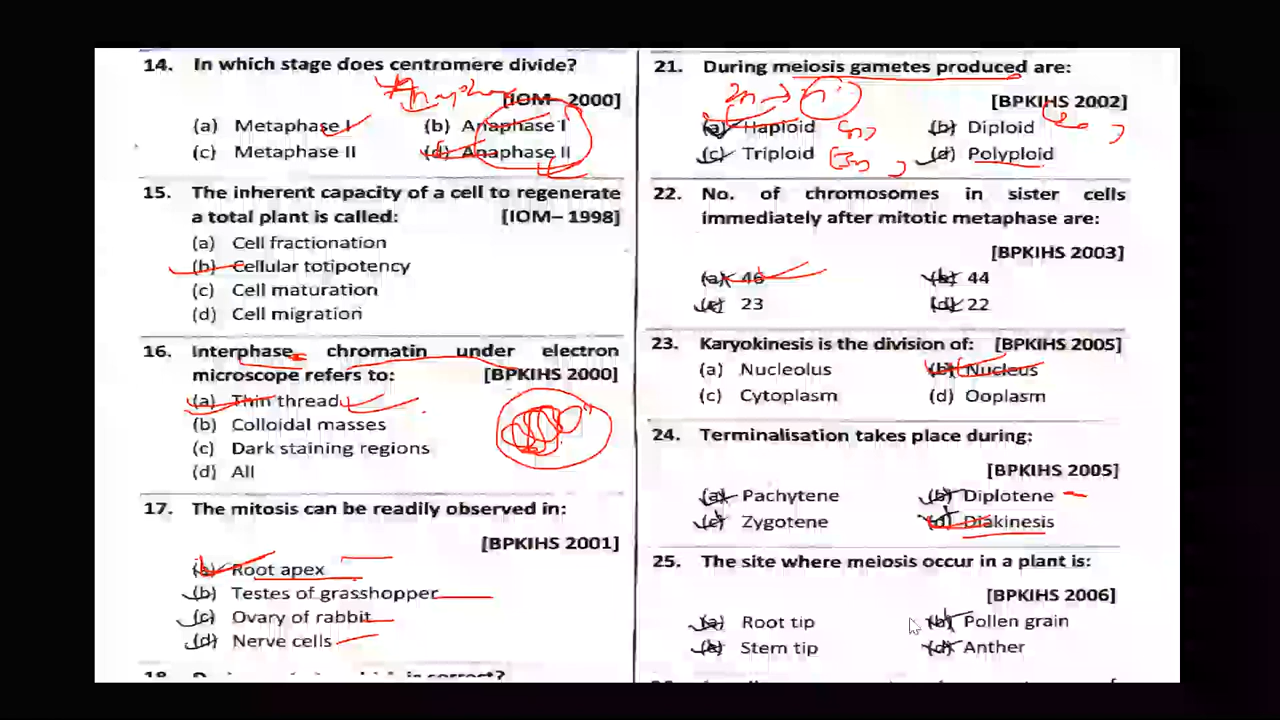 14. In which stage does centromere divide?
[IOM– 2000]
(a) Metaphase I (b) Anaphase I
(c) Metaphase II (d) Anaphase II
15. The inherent capacity of a cell to regenerate
a total plant is called: [IOM– 1998]
(a) Cell fractionation
(b) Cellular totipotency
(c) Cell maturation
(d) Cell migration
16. Interphase chromatin under electron
microscope refers to: [BPKIHS 2000]
(a) Thin thread
(b) Colloidal masses
(c) Dark staining regions
(d) All
17. The mitosis can be readily observed in:
[BPKIHS 2001]
(a) Root apex
(b) Testes of grasshopper
(c) Ovary of rabbit
(d) Nerve cells
21. During meiosis gametes produced are:
2n → n
[BPKIHS 2002]
(a) Haploid (b) Diploid
(c) Triploid (d) Polyploid
22. No. of chromosomes in sister cells
immediately after mitotic metaphase are:
[BPKIHS 2003]
(a) 46 (b) 44
(c) 23 (d) 22
23. Karyokinesis is the division of: [BPKIHS 2005]
(a) Nucleolus (b) Nucleus
(c) Cytoplasm (d) Ooplasm
24. Terminalisation takes place during:
[BPKIHS 2005]
(a) Pachytene (b) Diplotene
(c) Zygotene (d) Diakinesis
25. The site where meiosis occur in a plant is:
[BPKIHS 2006]
(a) Root tip (b) Pollen grain
(c) Stem tip (d) Anther